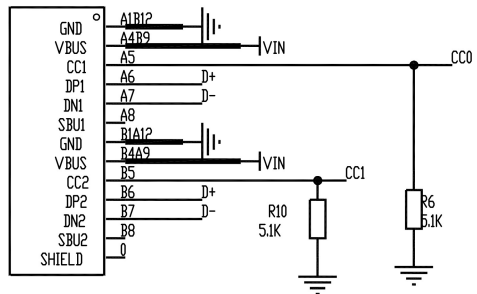 GND A1B12
VBUS A4B9 VIN
CC1 A5 CC0
DP1 A6 D+
DN1 A7 D-
SBU1 A8
GND B1A12
VBUS B4A9 VIN
CC2 B5 CC1
DP2 B6 D+
DN2 B7 D-
SBU2 B8
SHIELD 0
R10
5.1K
R6
5.1K